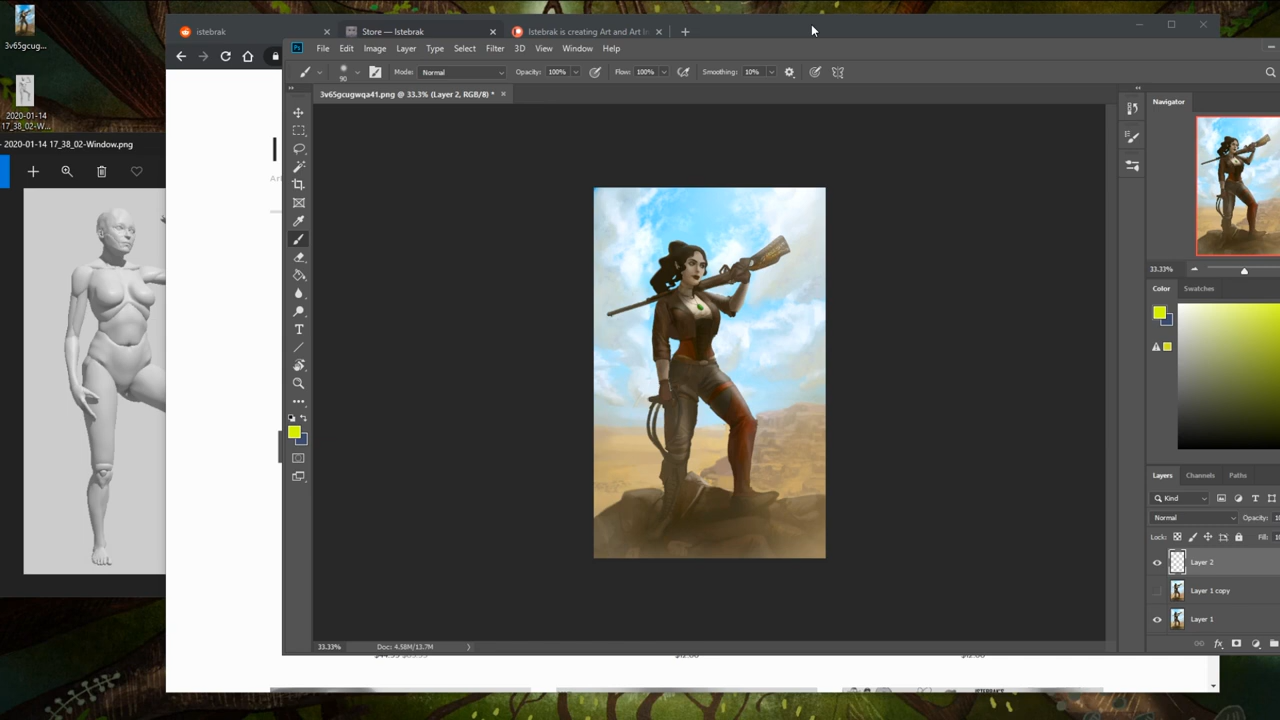 3v65gcug...
2020-01-14
17_38_02-W...
- 2020-01-14 17_38_02-Window.png
istebrak
Store — Istebrak
Istebrak is creating Art and Art In
File Edit Image Layer Type Select Filter 3D View Window Help
90
Mode: Normal Opacity: 100% Flow: 100% Smoothing: 10%
3v65gcugwqa41.png @ 33.3% (Layer 2, RGB/8) *
Navigator
33.33%
Color Swatches
Layers Channels Paths
Kind
Normal Opacity:
Lock: Fill:
Layer 2
Layer 1 copy
Layer 1
33.33% Doc: 4.58M/13.7M